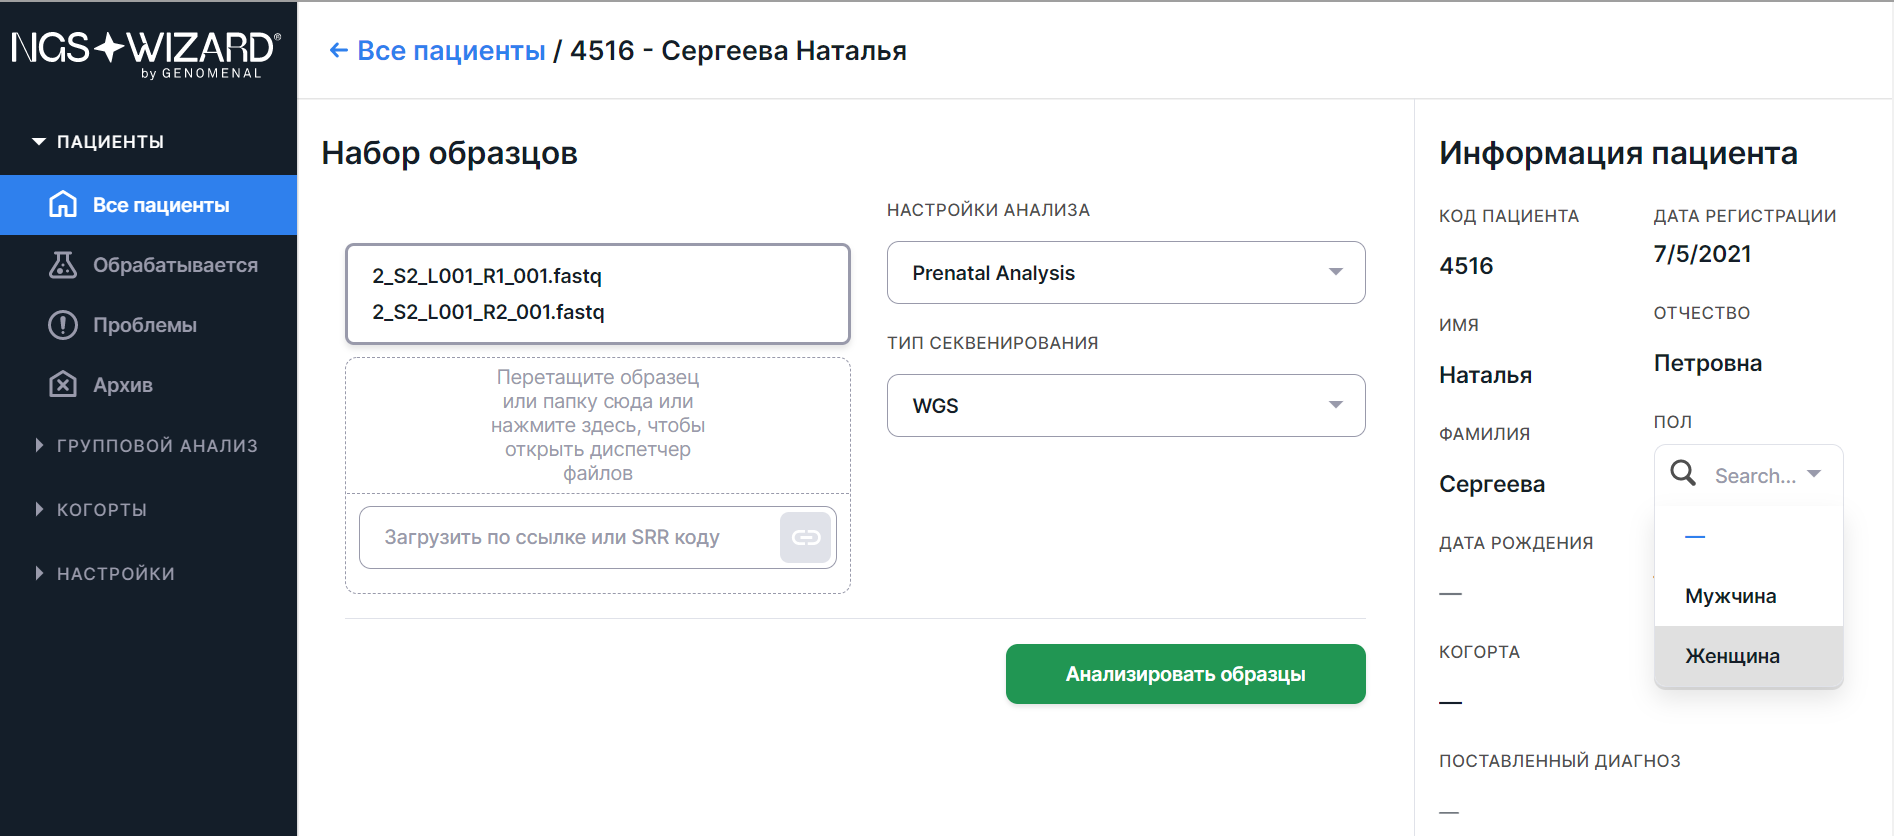 NGS WIZARD®
by GENOMENAL
ПАЦИЕНТЫ
Все пациенты
Обрабатывается
Проблемы
Архив
ГРУППОВОЙ АНАЛИЗ
КОГОРТЫ
НАСТРОЙКИ
← Все пациенты / 4516 - Сергеева Наталья
Набор образцов
2_S2_L001_R1_001.fastq
2_S2_L001_R2_001.fastq
Перетащите образец
или папку сюда или
нажмите здесь, чтобы
открыть диспетчер
файлов
Загрузить по ссылке или SRR коду
НАСТРОЙКИ АНАЛИЗА
Prenatal Analysis
ТИП СЕКВЕНИРОВАНИЯ
WGS
Анализировать образцы
Информация пациента
КОД ПАЦИЕНТА
4516
ДАТА РЕГИСТРАЦИИ
7/5/2021
ИМЯ
Наталья
ОТЧЕСТВО
Петровна
ФАМИЛИЯ
Сергеева
ПОЛ
Search...
—
Мужчина
Женщина
ДАТА РОЖДЕНИЯ
—
КОГОРТА
—
ПОСТАВЛЕННЫЙ ДИАГНОЗ
—